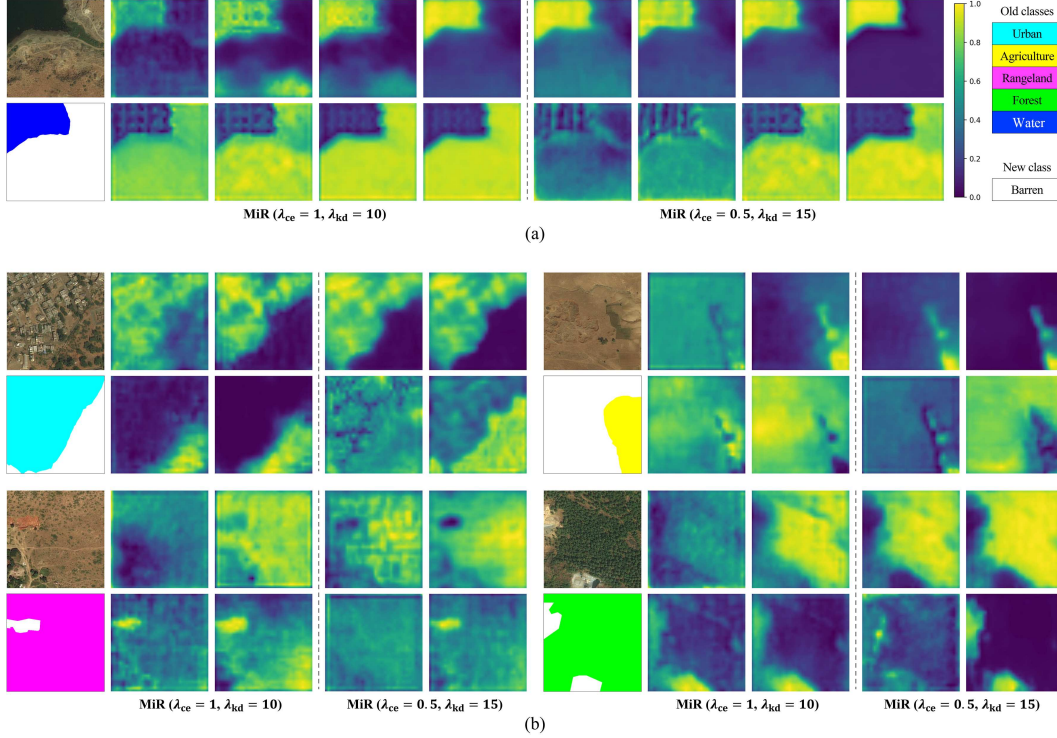 1.0
0.8
0.6
0.4
0.2
0.0
Old classes
Urban
Agriculture
Rangeland
Forest
Water
New class
Barren
MiR (λce = 1, λkd = 10)
MiR (λce = 0.5, λkd = 15)
(a)
MiR (λce = 1, λkd = 10)
MiR (λce = 0.5, λkd = 15)
MiR (λce = 1, λkd = 10)
MiR (λce = 0.5, λkd = 15)
(b)